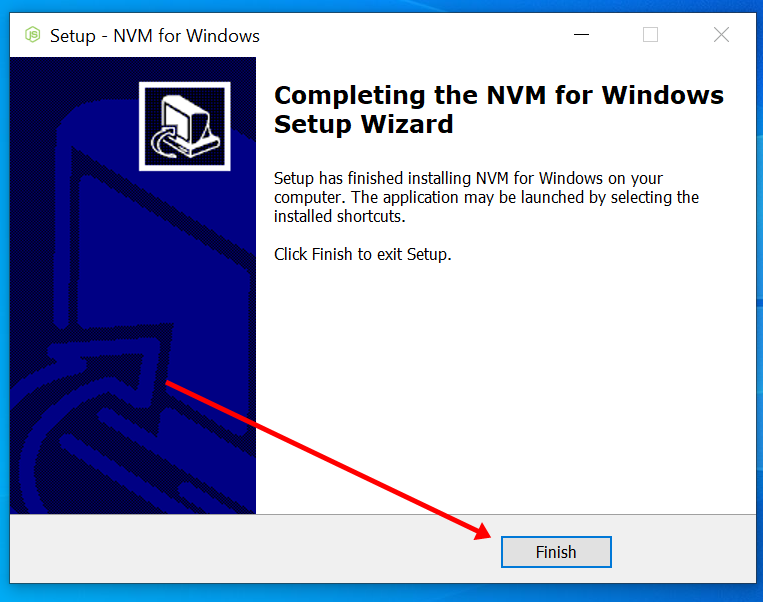 Setup - NVM for Windows
Completing the NVM for Windows
Setup Wizard
Setup has finished installing NVM for Windows on your
computer. The application may be launched by selecting the
installed shortcuts.
Click Finish to exit Setup.
Finish